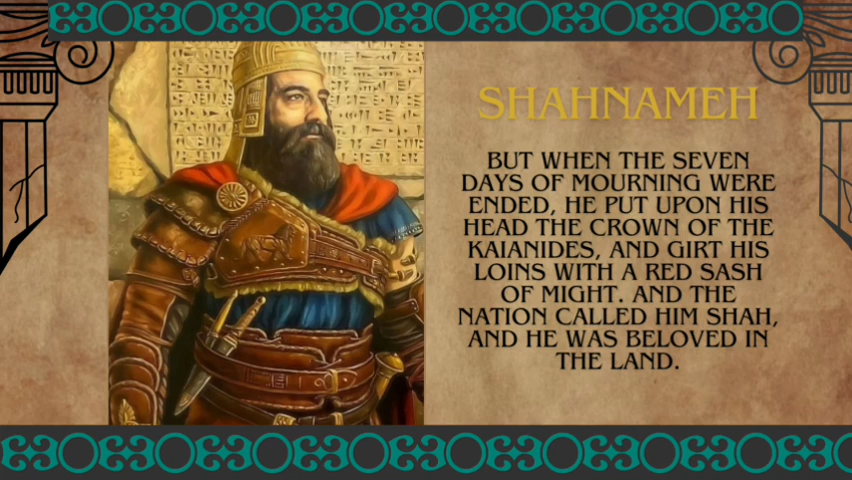 SHAHNAMEH
BUT WHEN THE SEVEN
DAYS OF MOURNING WERE
ENDED, HE PUT UPON HIS
HEAD THE CROWN OF THE
KAIANIDES, AND GIRT HIS
LOINS WITH A RED SASH
OF MIGHT. AND THE
NATION CALLED HIM SHAH,
AND HE WAS BELOVED IN
THE LAND.